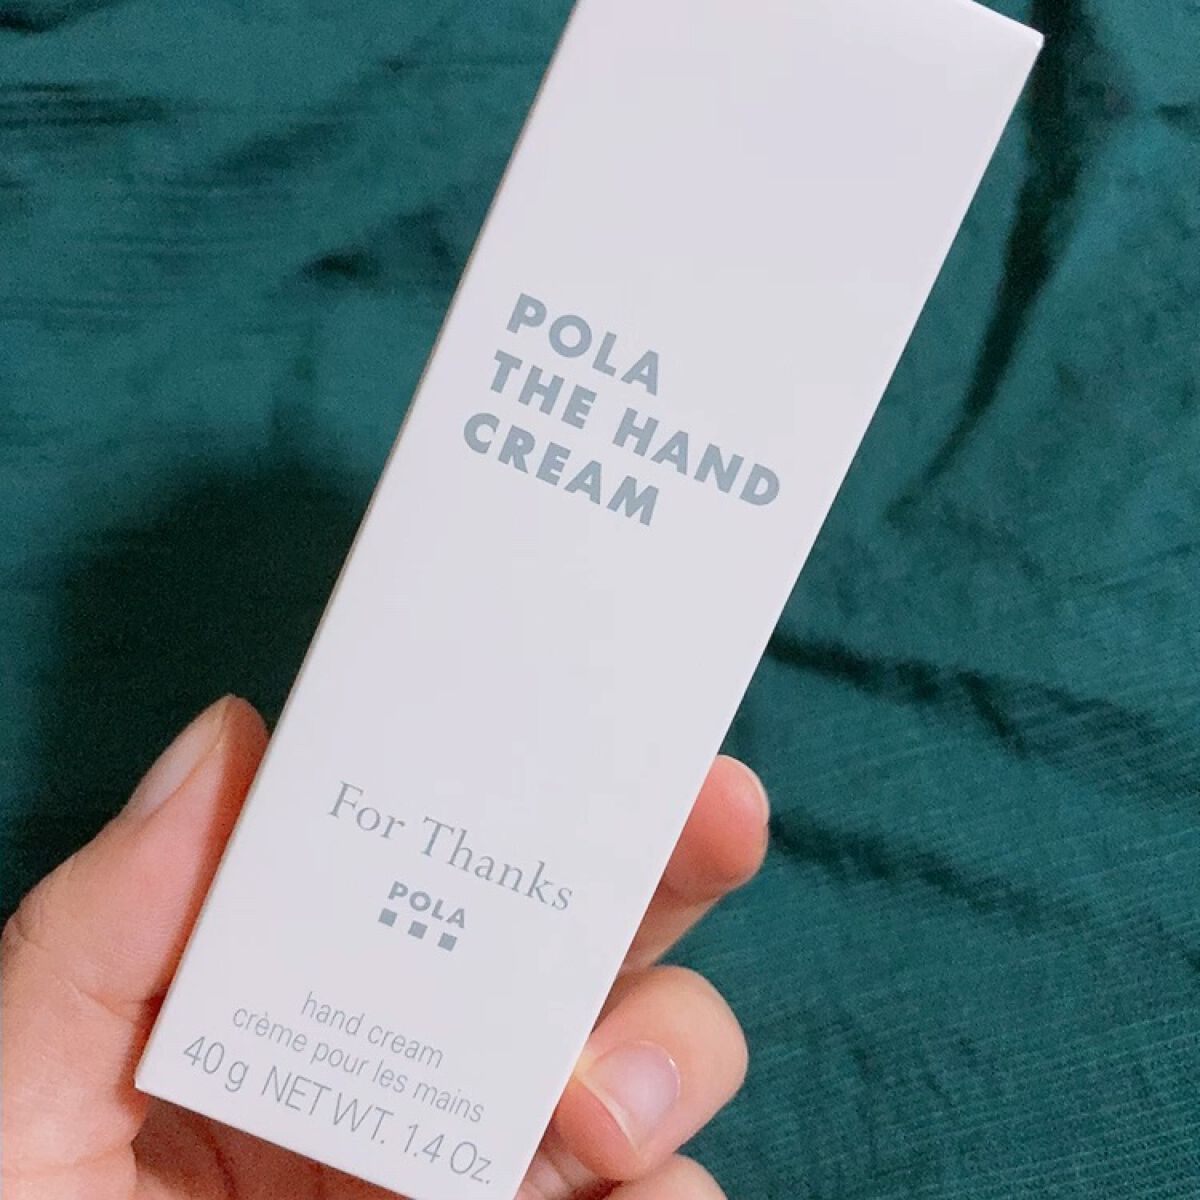 POLA
THE HAND
CREAM
For Thanks
POLA
hand cream
crème pour les mains
40 g NET WT. 1.4 Oz.